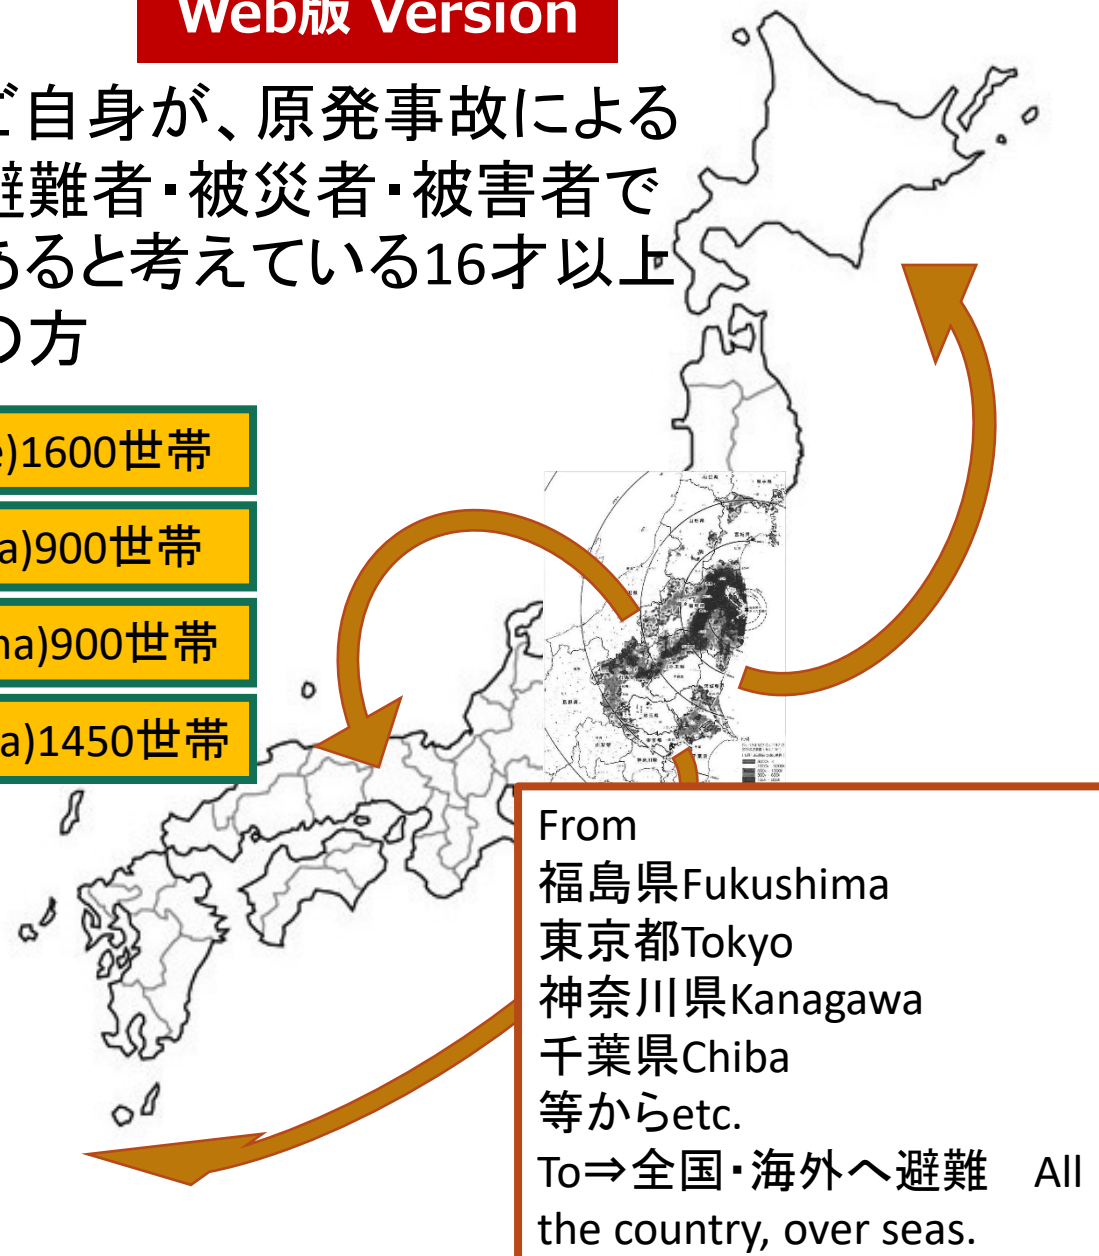 Web版 Version
ご自身が、原発事故による
避難者・被災者・被害者で
あると考えている16才以上
の方
e)1600世帯
a)900世帯
na)900世帯
a)1450世帯
From
福島県Fukushima
東京都Tokyo
神奈川県Kanagawa
千葉県Chiba
等からetc.
To⇒全国・海外へ避難　All
the country, over seas.